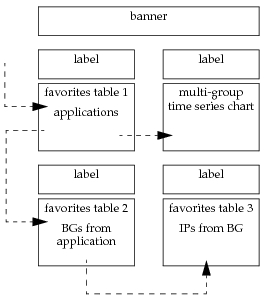 banner
label
label
favorites table 1
applications
multi-group
time series chart
label
label
favorites table 2
BGs from
application
favorites table 3
IPs from BG